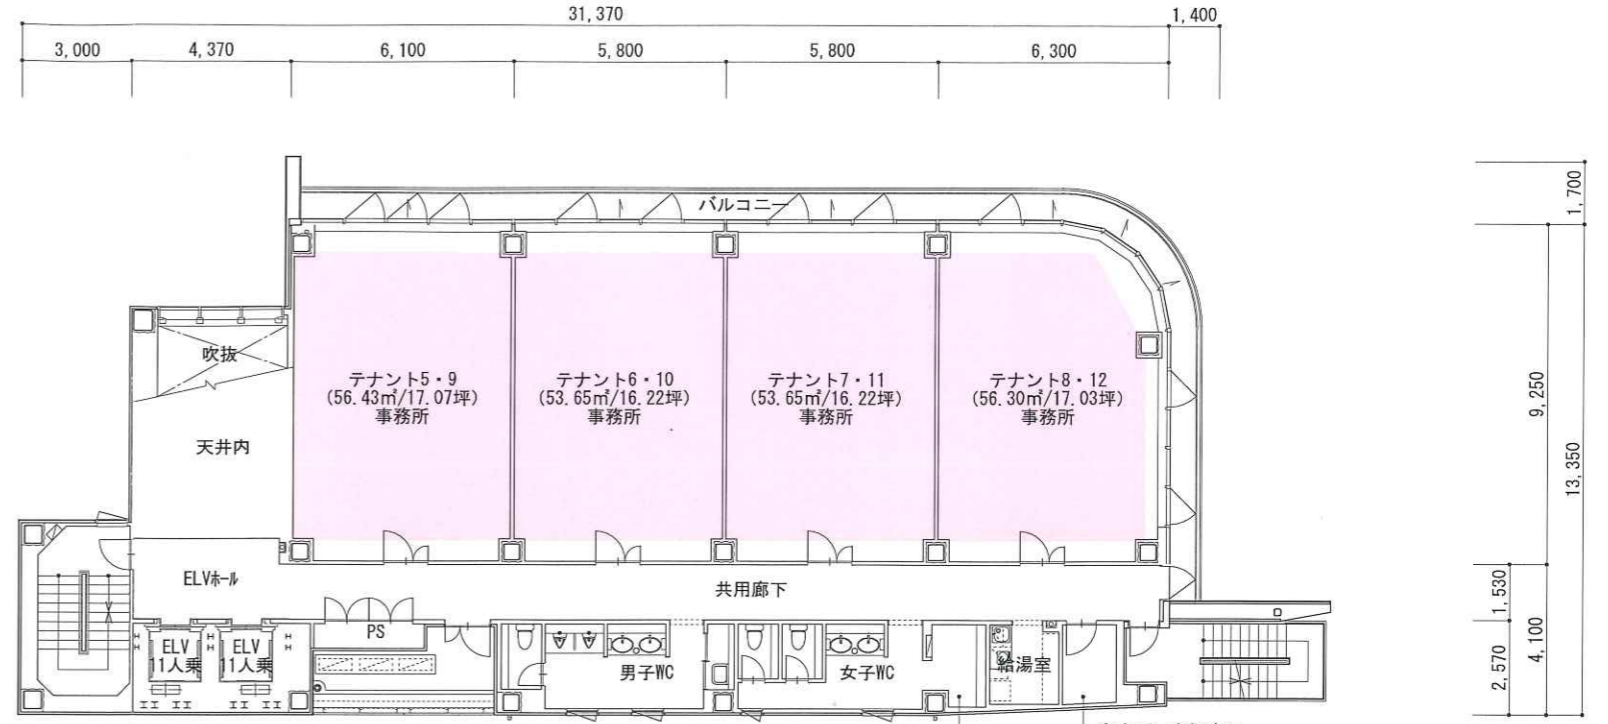 31,370
1,400
3,000
4,370
6,100
5,800
5,800
6,300
バルコニー
1,700
吹抜
テナント5・9
(56.43㎡/17.07坪)
事務所
テナント6・10
(53.65㎡/16.22坪)
事務所
テナント7・11
(53.65㎡/16.22坪)
事務所
テナント8・12
(56.30㎡/17.03坪)
事務所
9,250
13,350
天井内
ELVホール
共用廊下
1,530
4,100
2,570
PS
ELV
11人乗
ELV
11人乗
男子WC
女子WC
給湯室